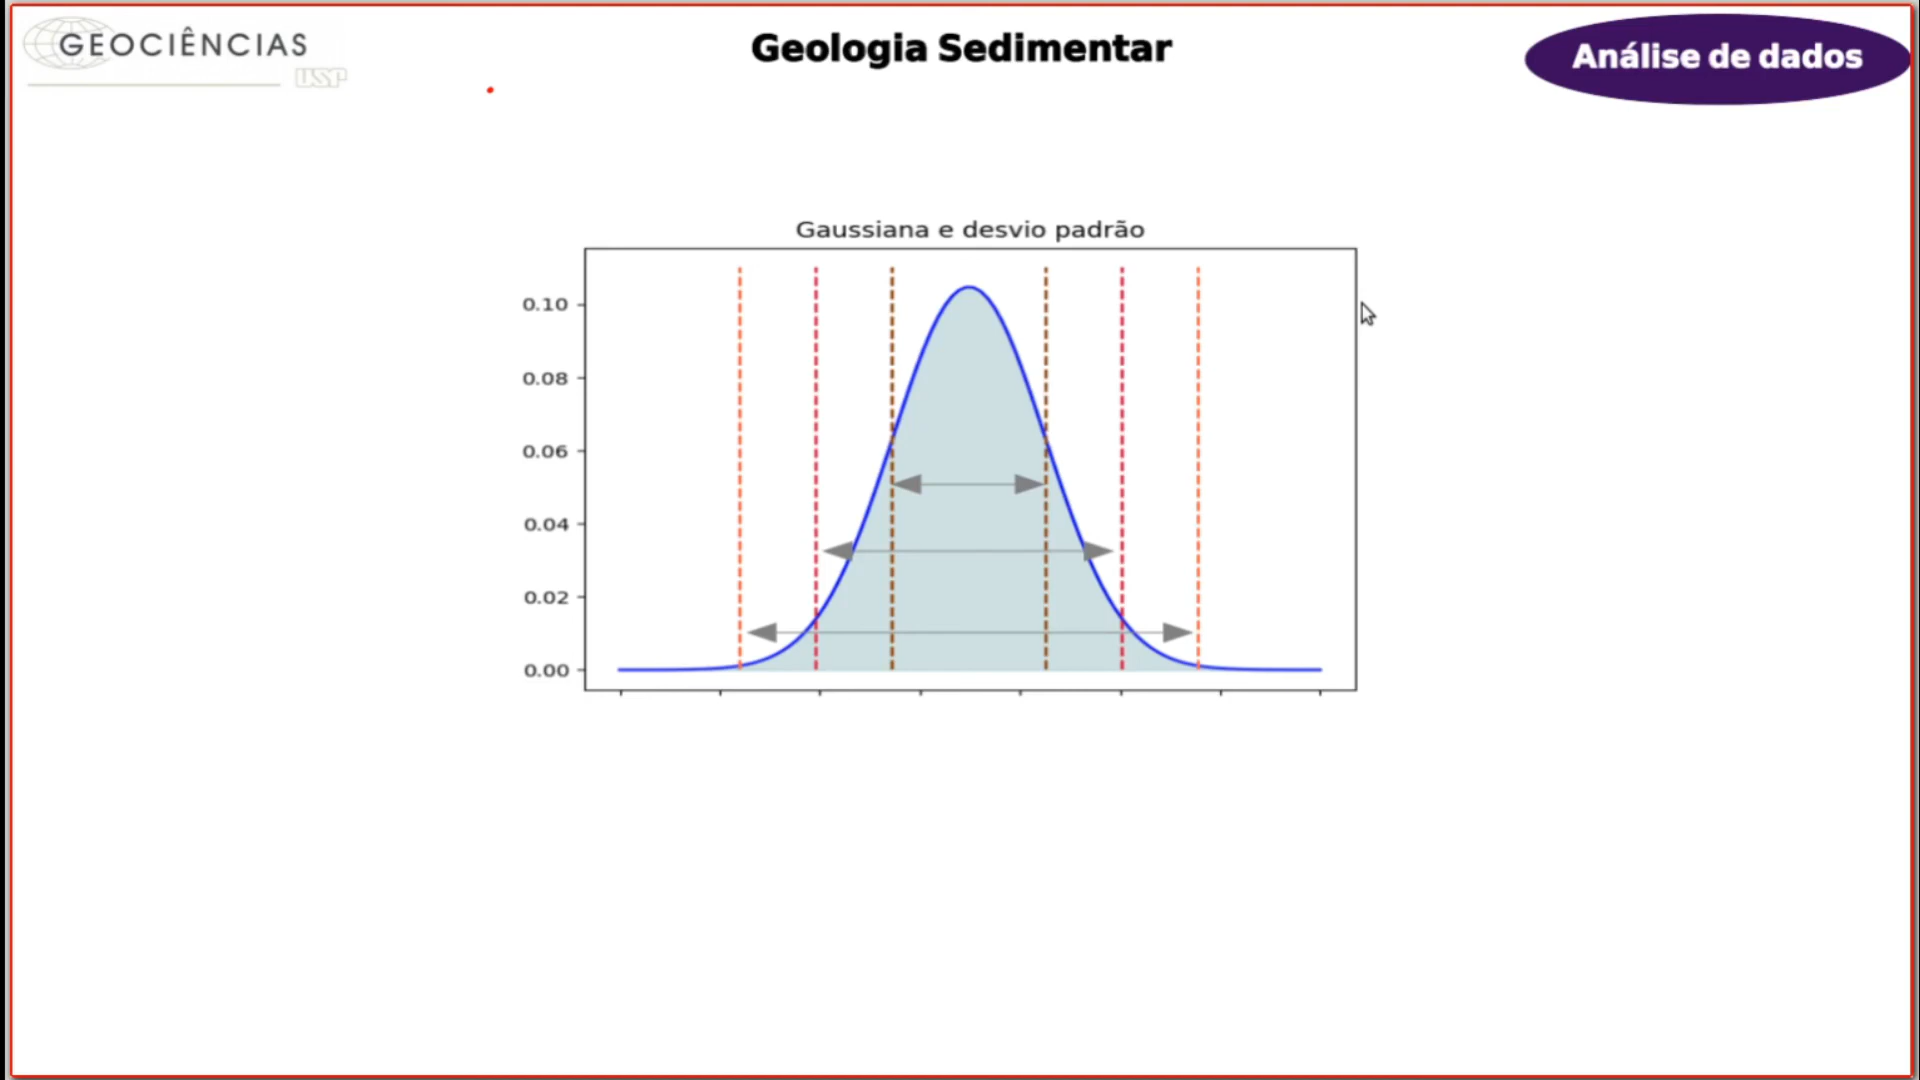 GEOCIÊNCIAS
USP
Geologia Sedimentar
Análise de dados
Gaussiana e desvio padrão
0.10
0.08
0.06
0.04
0.02
0.00